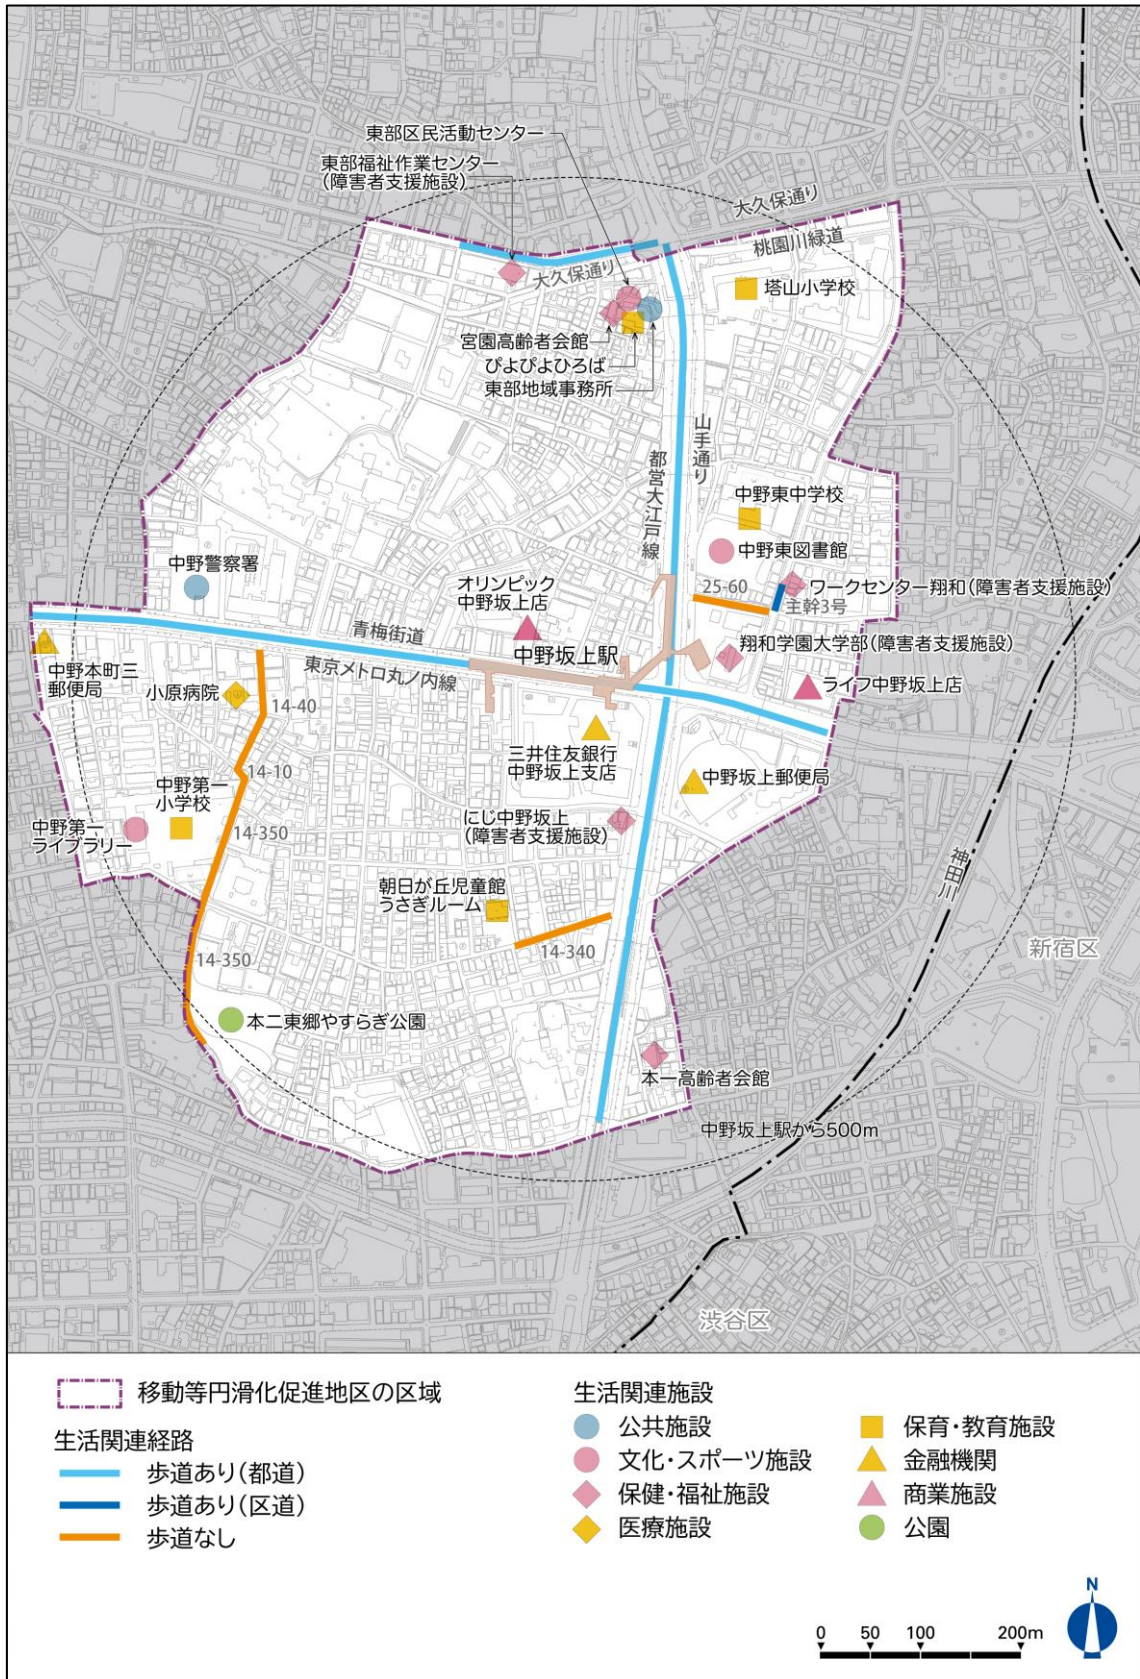 東部区民活動センター
東部福祉作業センター
(障害者支援施設)
大久保通り
桃園川緑道
大久保通り
塔山小学校
宮園高齢者会館
ぴよぴよひろば
東部地域事務所
山手通り
都営大江戸線
中野東中学校
中野東図書館
中野警察署
オリンピック
中野坂上店
25-60
ワークセンター翔和(障害者支援施設)
主幹3号
青梅街道
中野坂上駅
翔和学園大学部(障害者支援施設)
東京メトロ丸ノ内線
中野本町三
郵便局
小原病院
ライフ中野坂上店
14-40
三井住友銀行
中野坂上支店
14-10
中野坂上郵便局
中野第一
小学校
中野第一
ライブラリー
14-350
にじ中野坂上
(障害者支援施設)
神田川
朝日が丘児童館
うさぎルーム
14-340
14-350
新宿区
本二東郷やすらぎ公園
本一高齢者会館
中野坂上駅から500m
渋谷区
移動等円滑化促進地区の区域
生活関連経路
歩道あり(都道)
歩道あり(区道)
歩道なし
生活関連施設
公共施設
文化・スポーツ施設
保健・福祉施設
医療施設
保育・教育施設
金融機関
商業施設
公園
N
0 50 100 200m